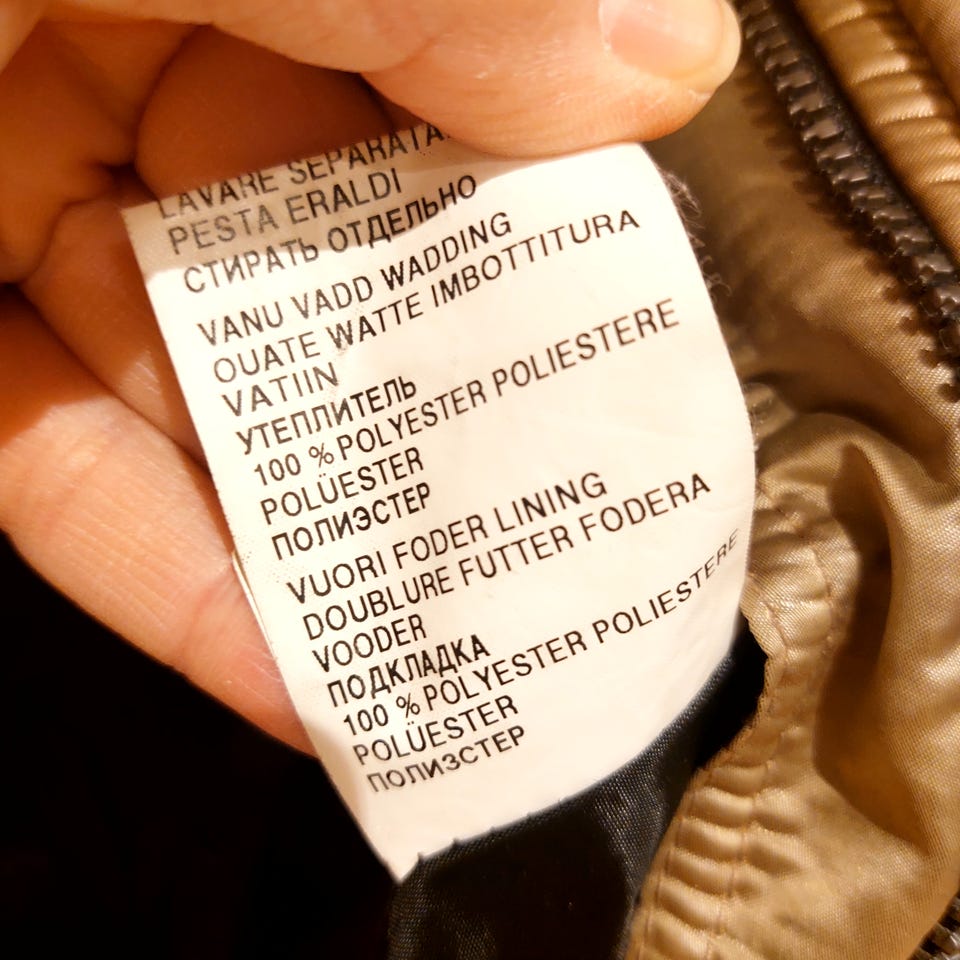 LAVARE SEPARATA
PESTA ERALDI
СТИРАТЬ ОТДЕЛЬНО
VANU VADD WADDING
OUATE WATTE IMBOTTITURA
VATIIN
УТЕПЛИТЕЛЬ
100 % POLYESTER POLIESTERE
POLÜESTER
ПОЛИЭСТЕР
VUORI FODER LINING
DOUBLURE FUTTER FODERA
VOODER
ПОДКЛАДКА
100 % POLYESTER POLIESTERE
POLÜESTER
ПОЛИЭСТЕР